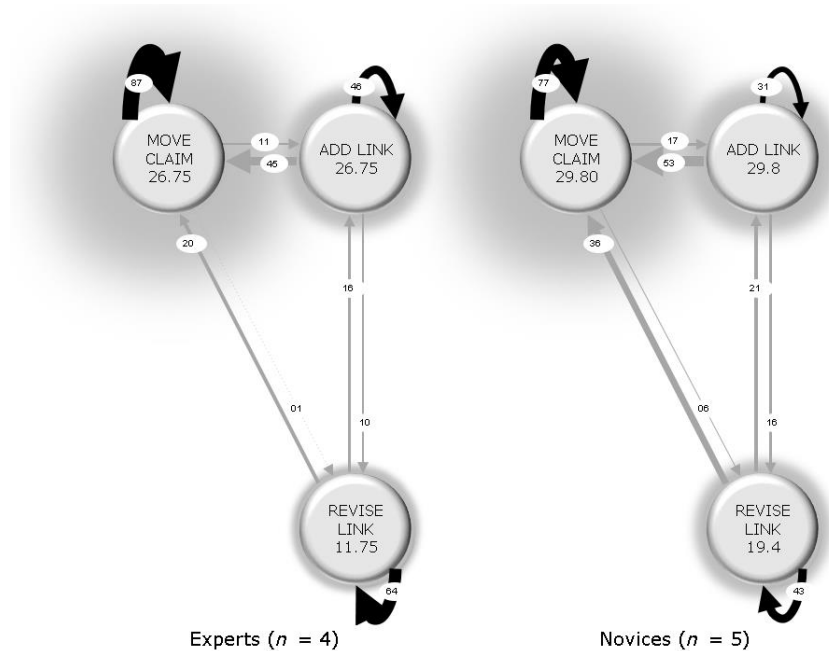 87
MOVE
CLAIM
26.75
11
45
46
ADD LINK
26.75
20
16
01
10
REVISE
LINK
11.75
64
Experts (n = 4)
77
MOVE
CLAIM
29.80
17
53
31
ADD LINK
29.8
36
21
06
16
REVISE
LINK
19.4
43
Novices (n = 5)